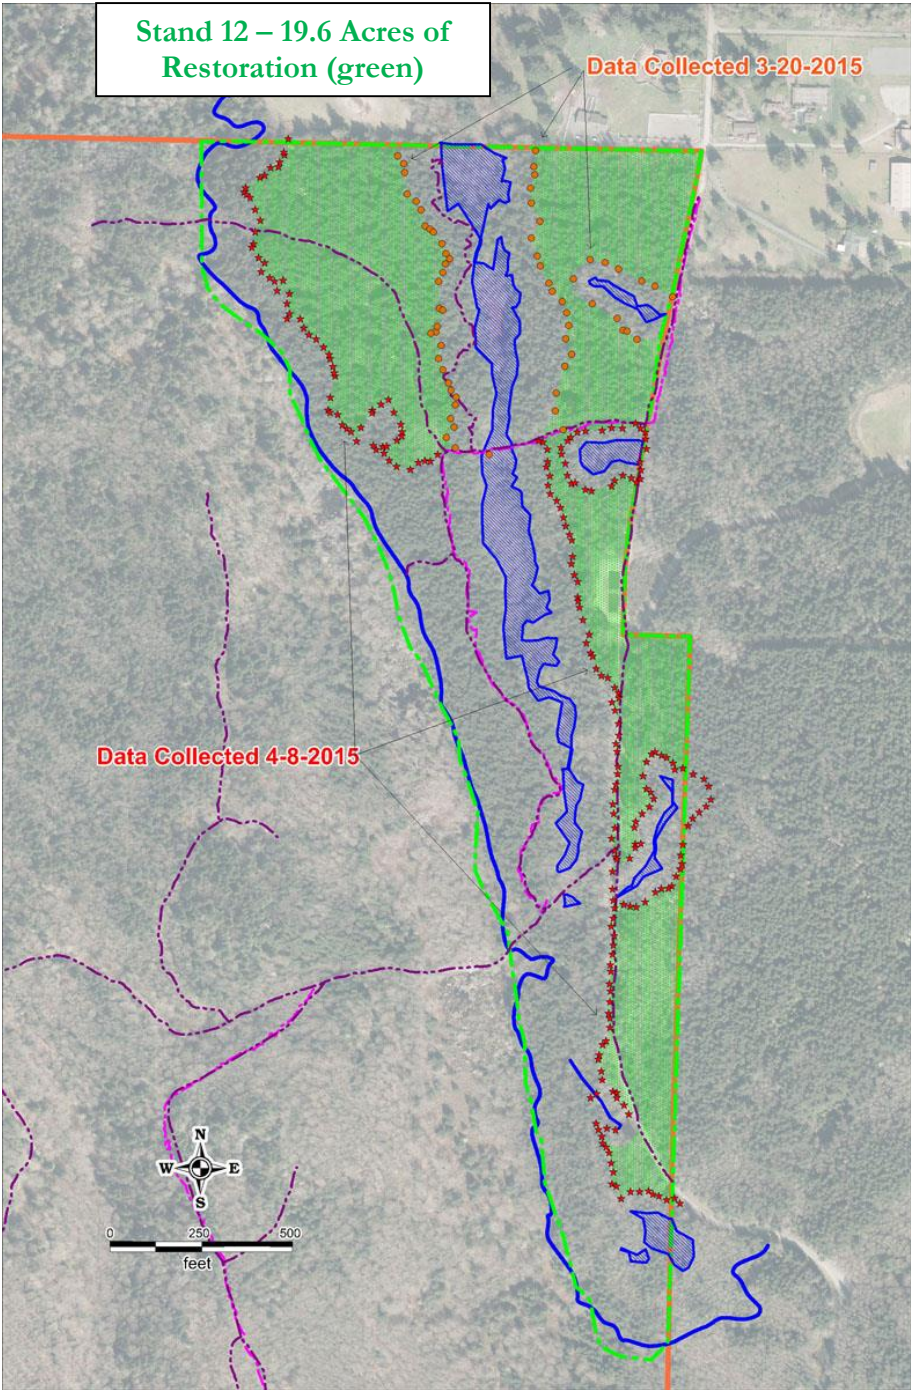 Stand 12 – 19.6 Acres of
Restoration (green)
Data Collected 3-20-2015
Data Collected 4-8-2015
N
W
E
S
0
250
500
feet